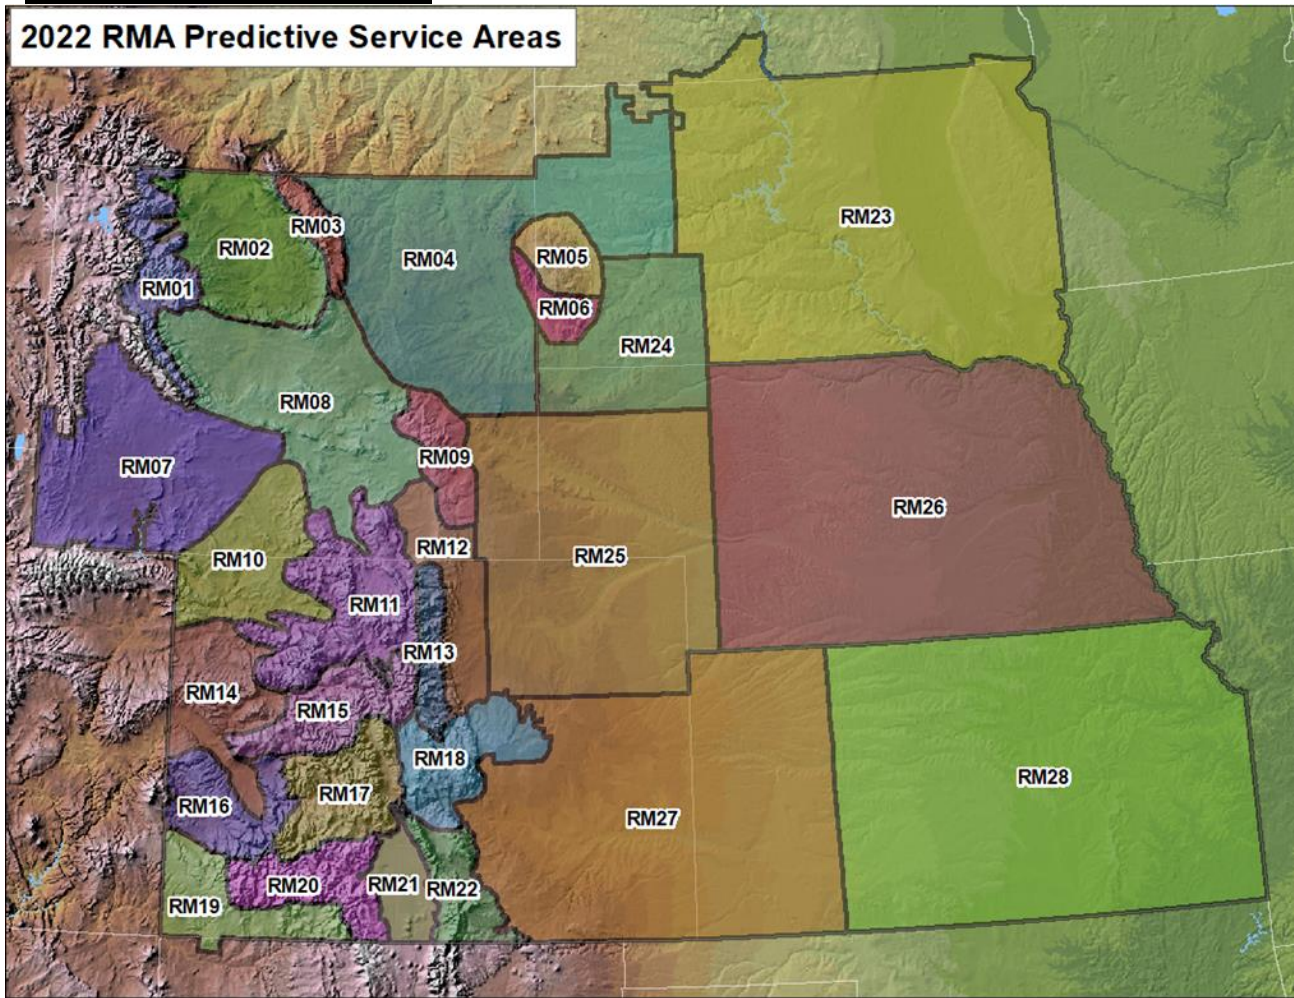 2022 RMA Predictive Service Areas
RM01
RM02
RM03
RM04
RM05
RM06
RM07
RM08
RM09
RM10
RM11
RM12
RM13
RM14
RM15
RM16
RM17
RM18
RM19
RM20
RM21
RM22
RM23
RM24
RM25
RM26
RM27
RM28